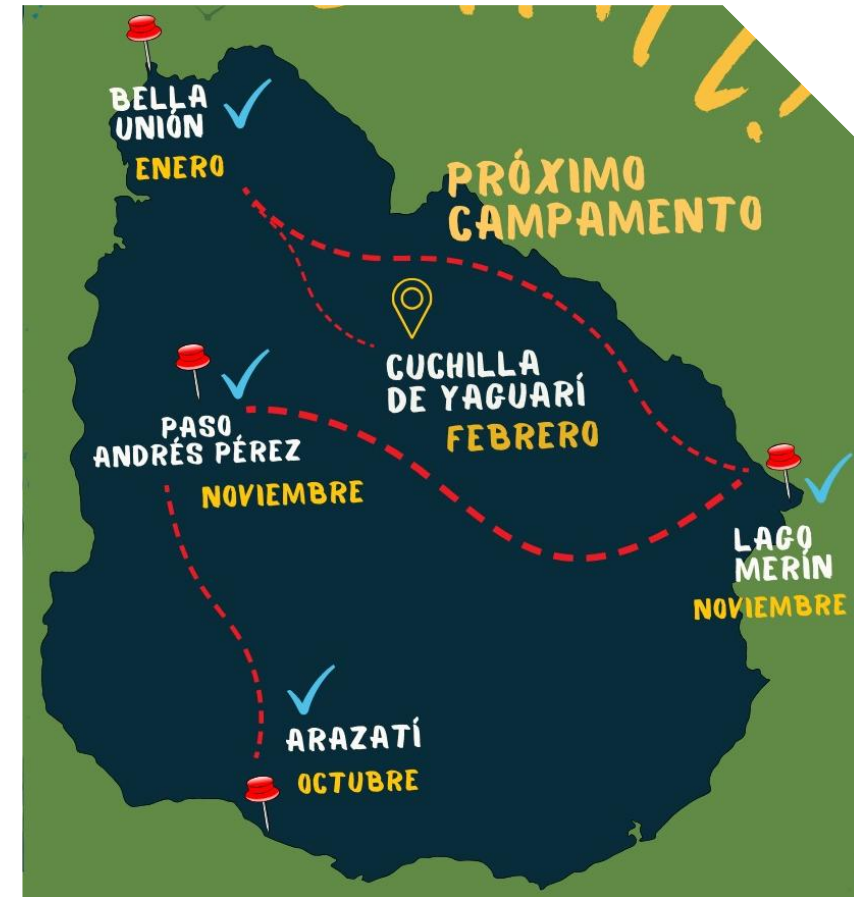 BELLA
UNIÓN
ENERO
PRÓXIMO
CAMPAMENTO
CUCHILLA
DE YAGUARÍ
FEBRERO
PASO
ANDRÉS PÉREZ
NOVIEMBRE
LAGO
MERÍN
NOVIEMBRE
ARAZATÍ
OCTUBRE